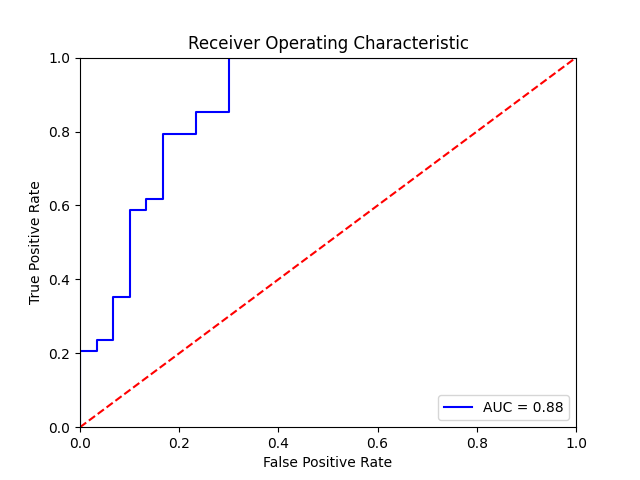 Receiver Operating Characteristic
True Positive Rate
1.0
0.8
0.6
0.4
0.2
0.0
AUC = 0.88
0.0 0.2 0.4 0.6 0.8 1.0
False Positive Rate